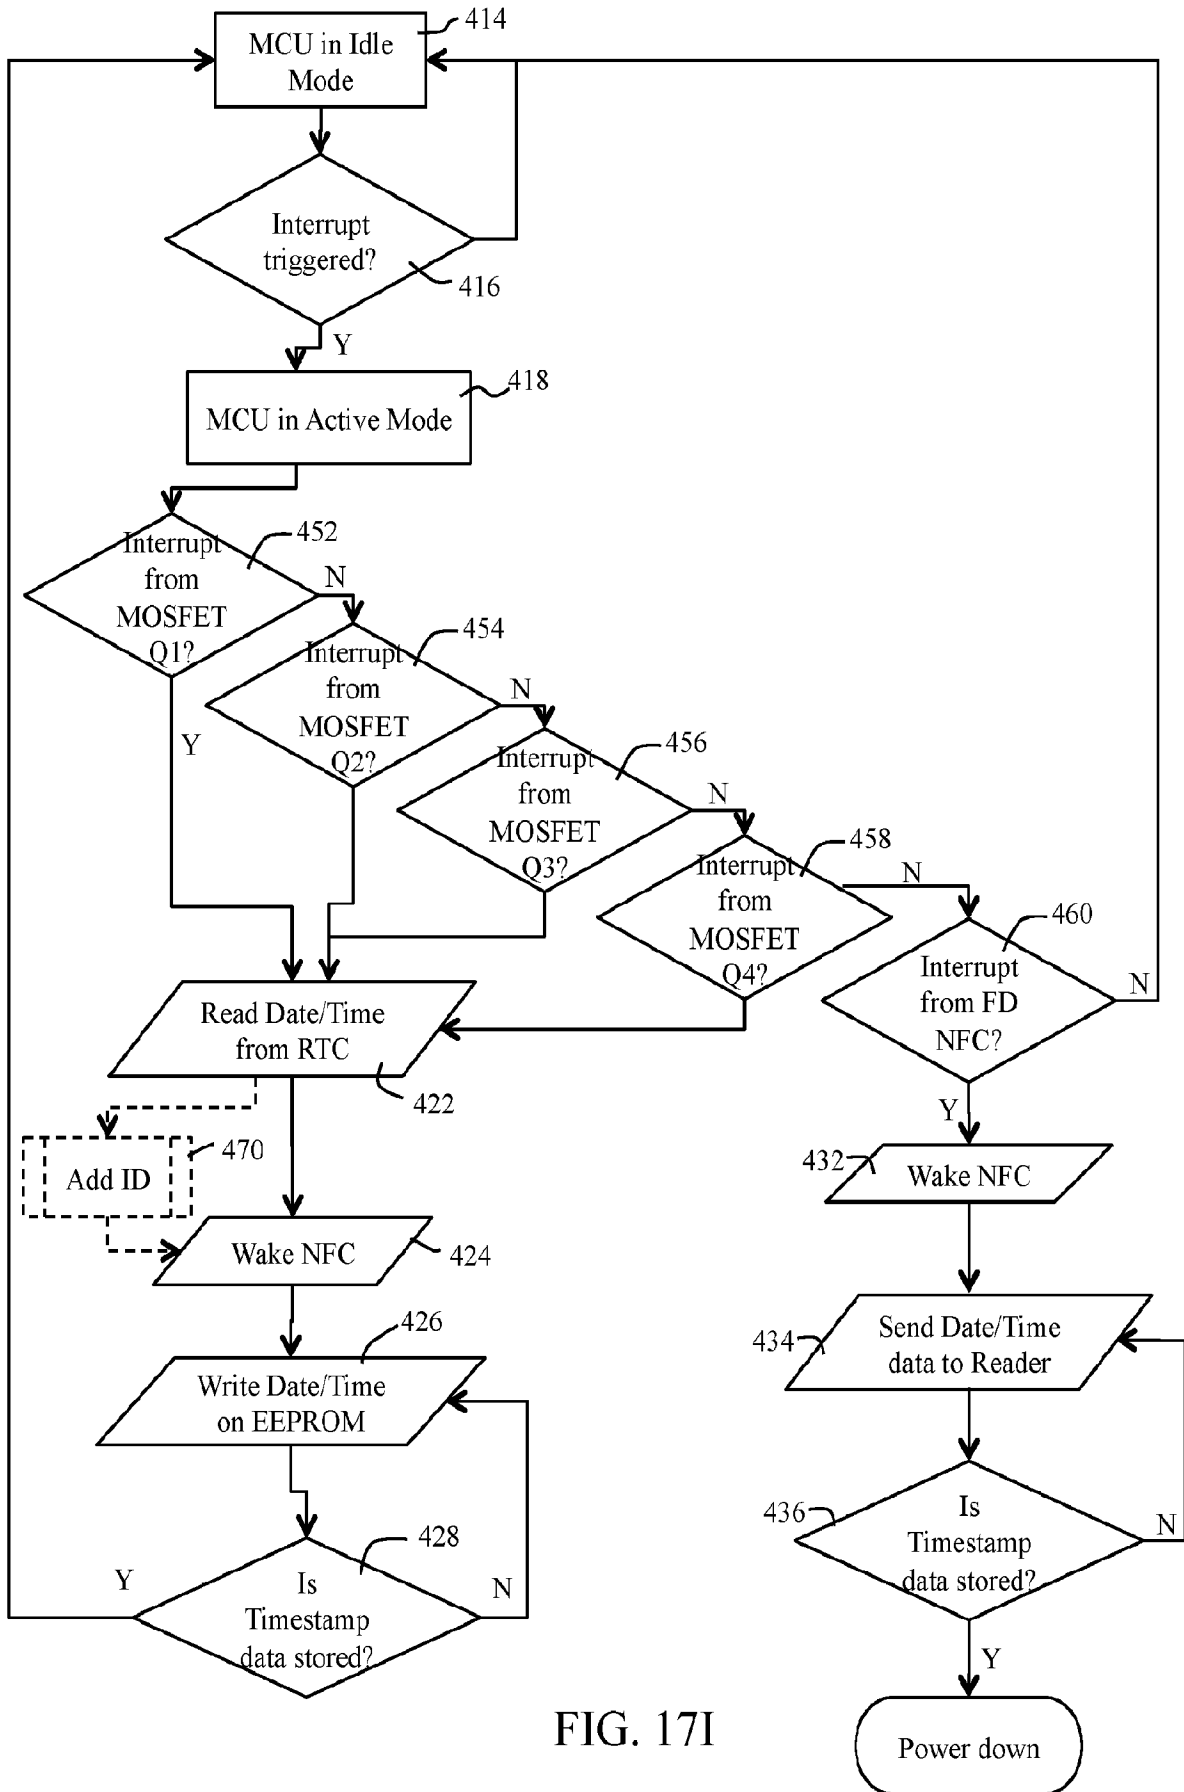 MCU in Idle
Mode
414
Interrupt
triggered?
416
Y
MCU in Active Mode
418
Interrupt
from
MOSFET
Q1?
452
N
Y
Interrupt
from
MOSFET
Q2?
454
N
Interrupt
from
MOSFET
Q3?
456
N
Interrupt
from
MOSFET
Q4?
458
N
Interrupt
from FD
NFC?
460
N
Y
Read Date/Time
from RTC
422
Add ID
470
Wake NFC
424
Write Date/Time
on EEPROM
426
Is
Timestamp
data stored?
428
Y
N
Wake NFC
432
Send Date/Time
data to Reader
434
Is
Timestamp
data stored?
436
N
Y
Power down
FIG. 17I